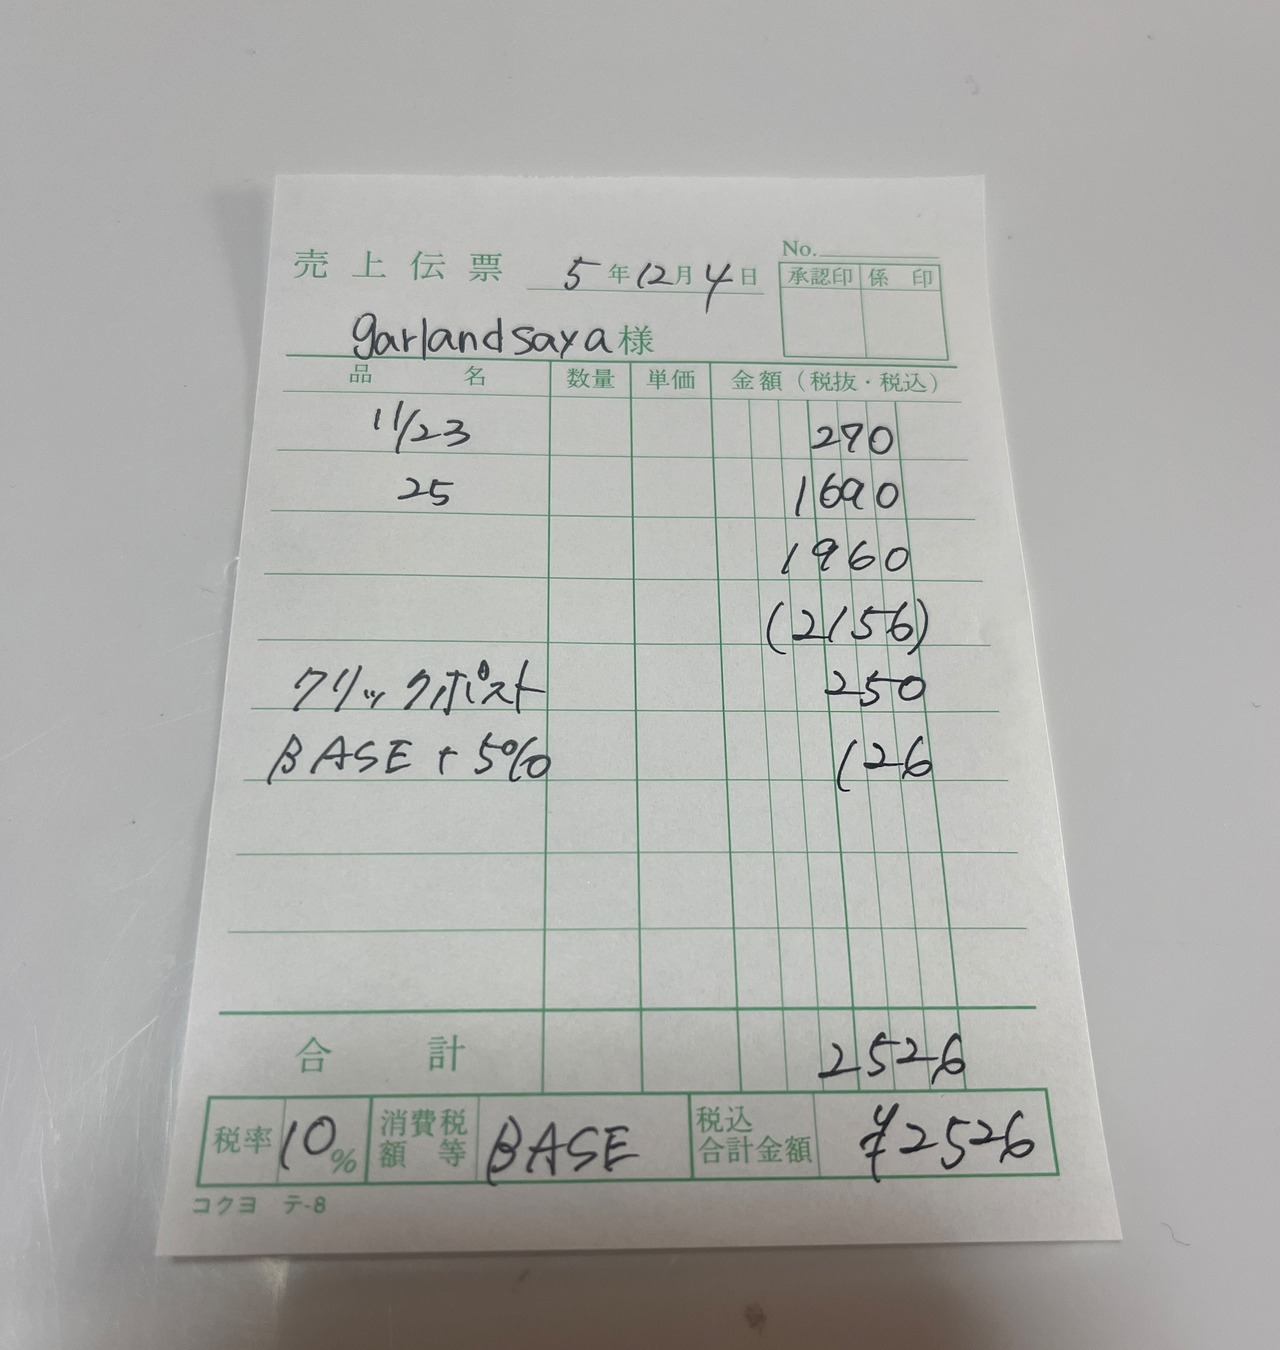 No.
売上伝票 5年12月4日
承認印 係印
garlandsaya様
品名 数量 単価 金額(税抜・税込)
11/23 270
25 1690
1960
(2156)
クリックポスト 250
BASE + 5% 126
合計 2526
税率 10% 消費税額等 BASE 税込合計金額 ¥2526
コクヨ テ-8